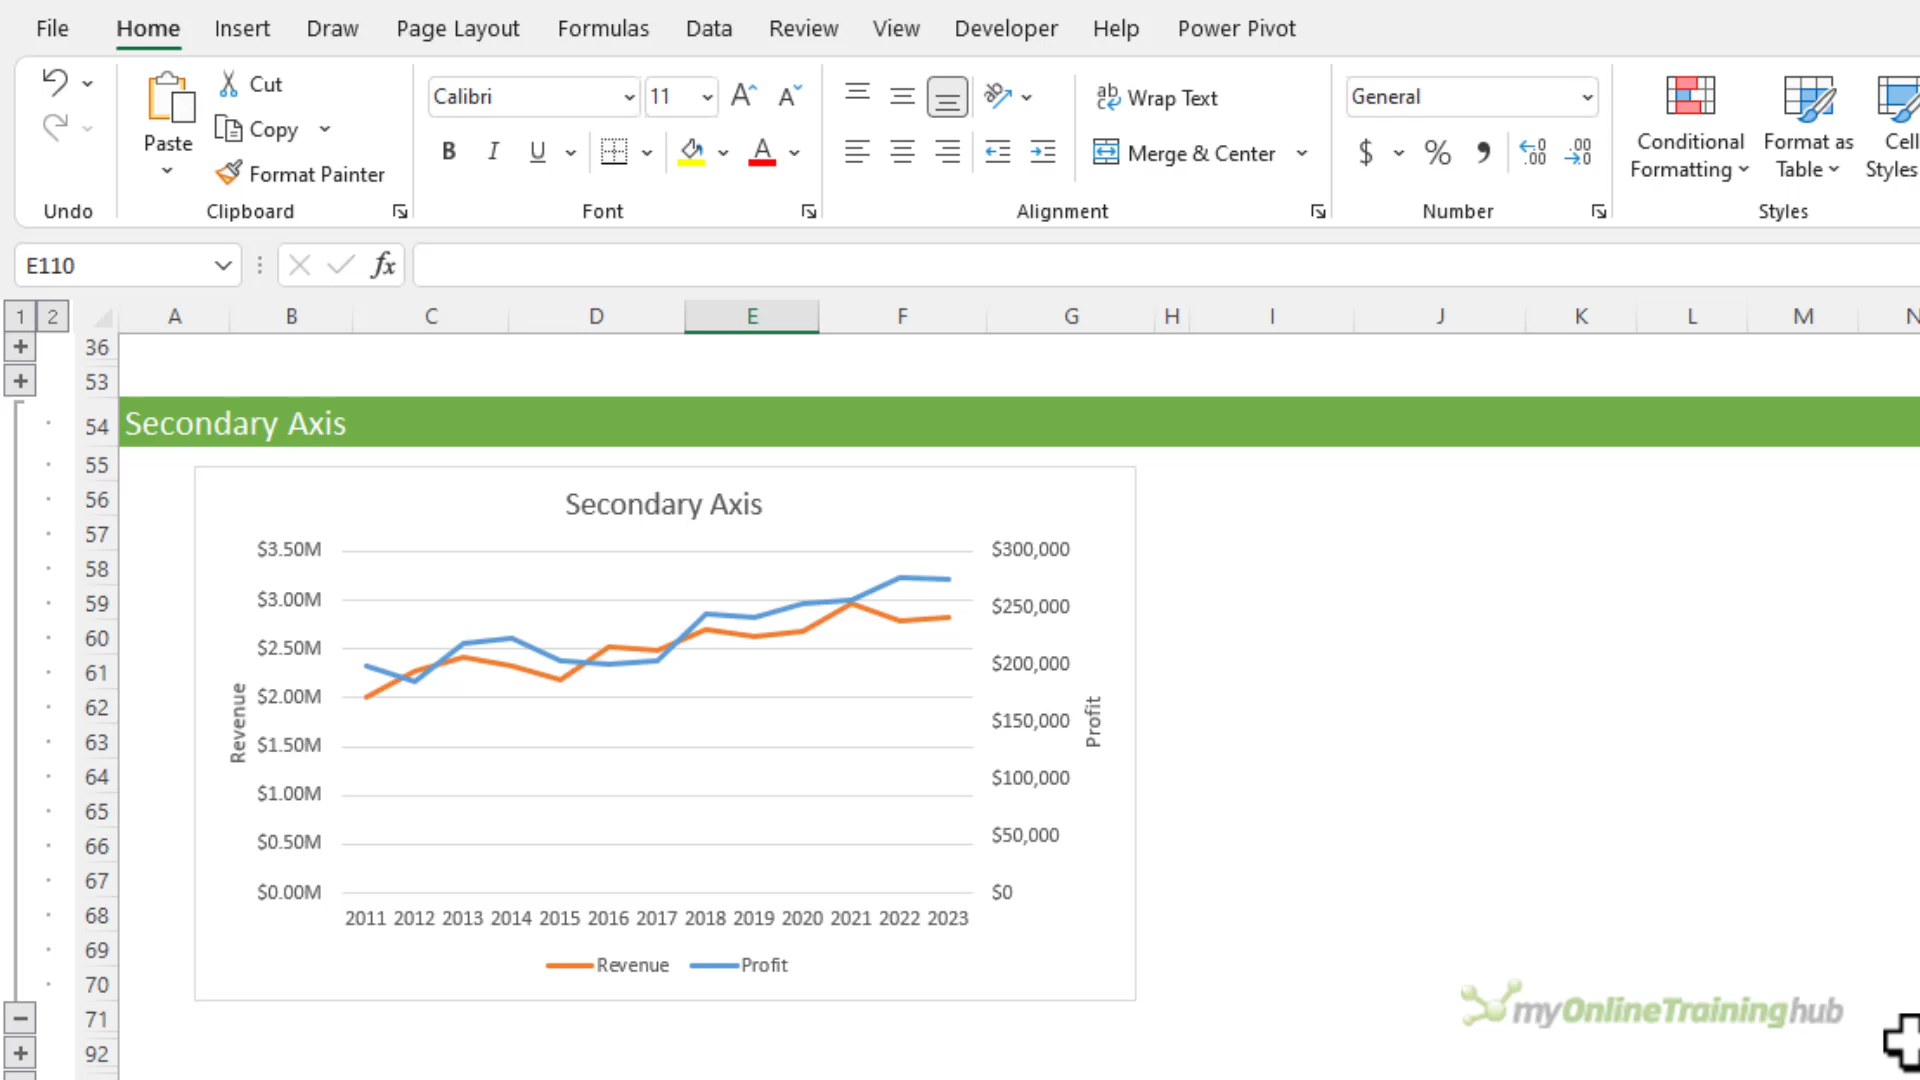 File Home Insert Draw Page Layout Formulas Data Review View Developer Help Power Pivot
Cut
Copy
Format Painter
Paste
Undo
Clipboard
Calibri 11
B I U
Font
Wrap Text
Merge & Center
Alignment
General
$ %
Number
Conditional Formatting
Format as Table
Cell Styles
Styles
E110 fx
1 2 A B C D E F G H I J K L M N
36
53
54 Secondary Axis
55
56
57
58
59
60
61
62
63
64
65
66
67
68
69
70
71
92
Secondary Axis
$3.50M
$3.00M
$2.50M
$2.00M
$1.50M
$1.00M
$0.50M
$0.00M
Revenue
$300,000
$250,000
$200,000
$150,000
$100,000
$50,000
$0
Profit
2011 2012 2013 2014 2015 2016 2017 2018 2019 2020 2021 2022 2023
Revenue Profit
myOnlineTraininghub